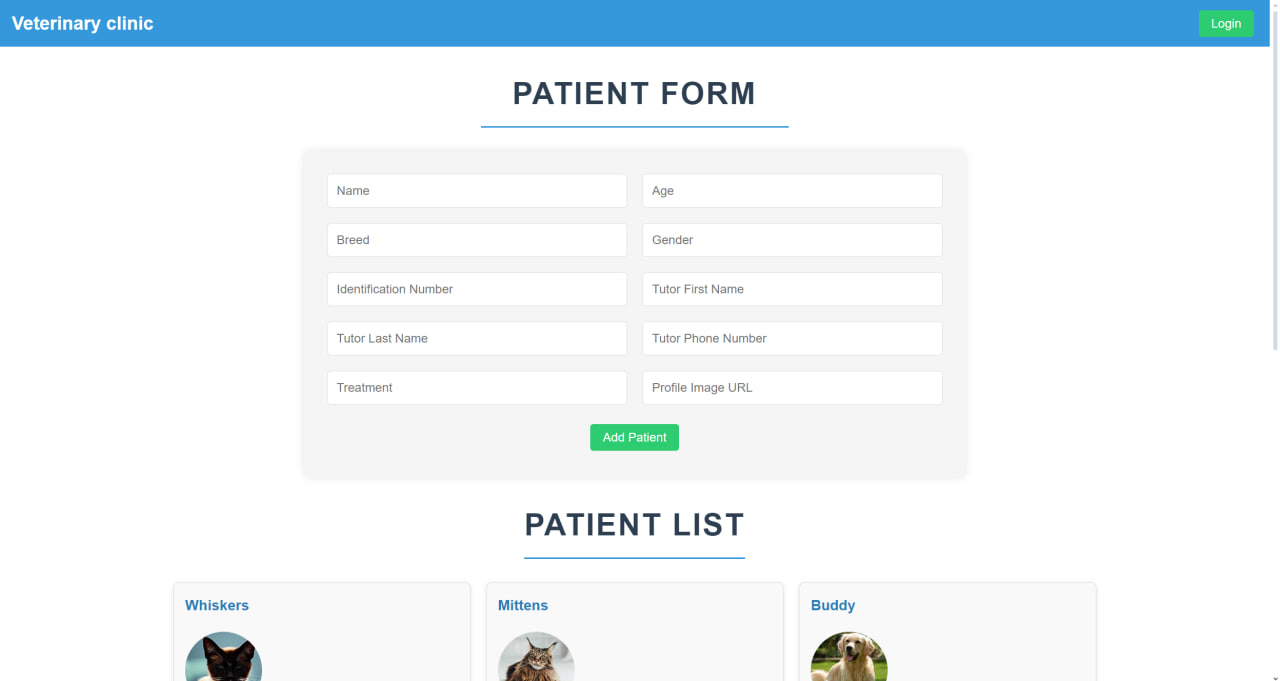 Veterinary clinic
Login
PATIENT FORM
Name
Age
Breed
Gender
Identification Number
Tutor First Name
Tutor Last Name
Tutor Phone Number
Treatment
Profile Image URL
Add Patient
PATIENT LIST
Whiskers
Mittens
Buddy